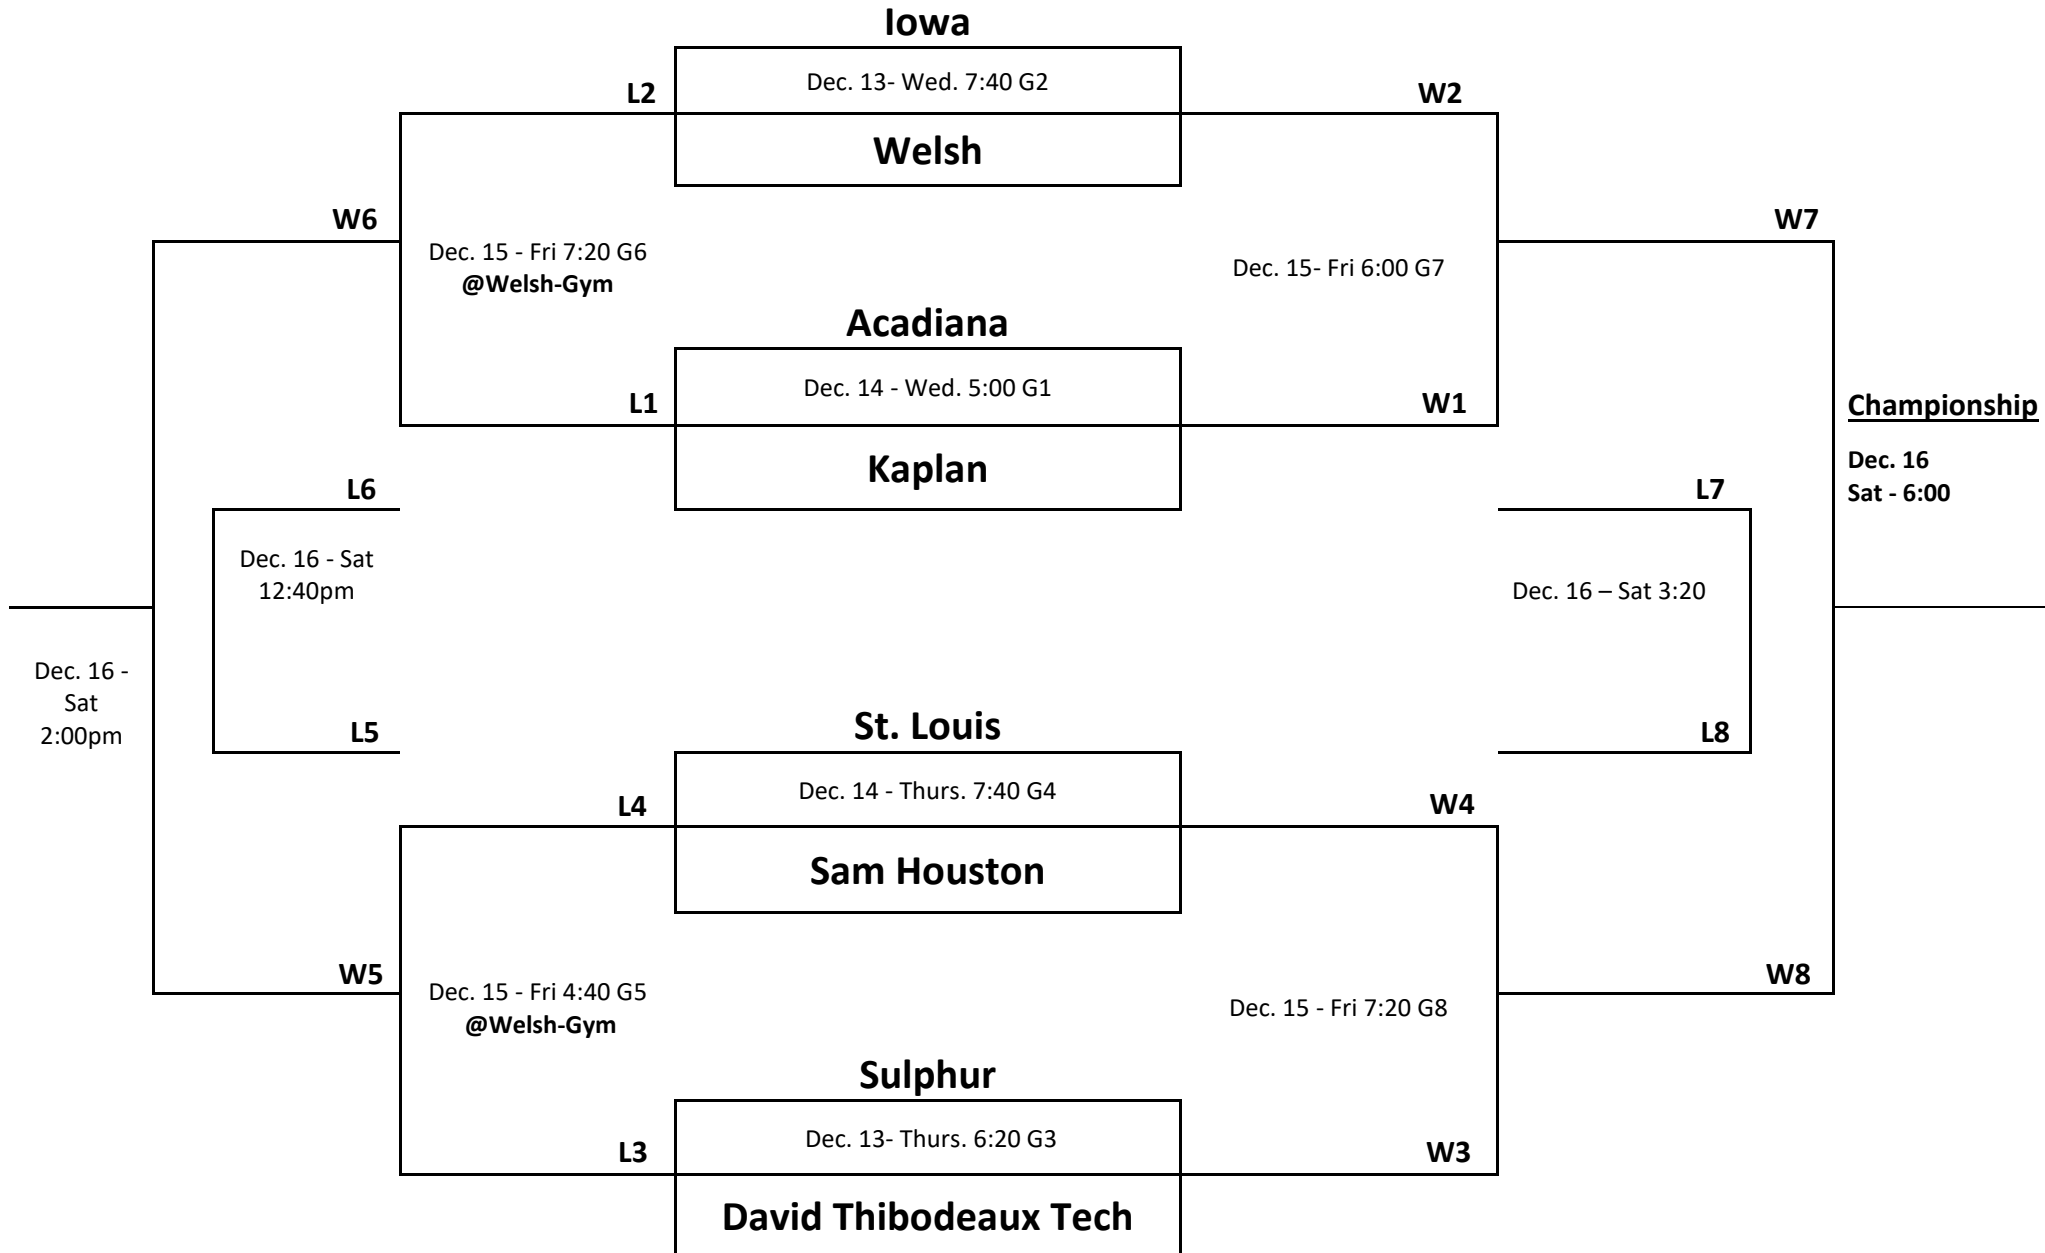 Iowa
Dec. 13- Wed. 7:40 G2
L2
W2
Welsh
W6
W7
Dec. 15 - Fri 7:20 G6
@Welsh-Gym
Dec. 15- Fri 6:00 G7
Acadiana
Dec. 14 - Wed. 5:00 G1
L1
W1
Championship
Kaplan
Dec. 16
Sat - 6:00
L6
L7
Dec. 16 - Sat
12:40pm
Dec. 16 – Sat 3:20
Dec. 16 -
Sat
2:00pm
L5
St. Louis
L8
Dec. 14 - Thurs. 7:40 G4
L4
W4
Sam Houston
W5
W8
Dec. 15 - Fri 4:40 G5
@Welsh-Gym
Dec. 15 - Fri 7:20 G8
Sulphur
Dec. 13- Thurs. 6:20 G3
L3
W3
David Thibodeaux Tech